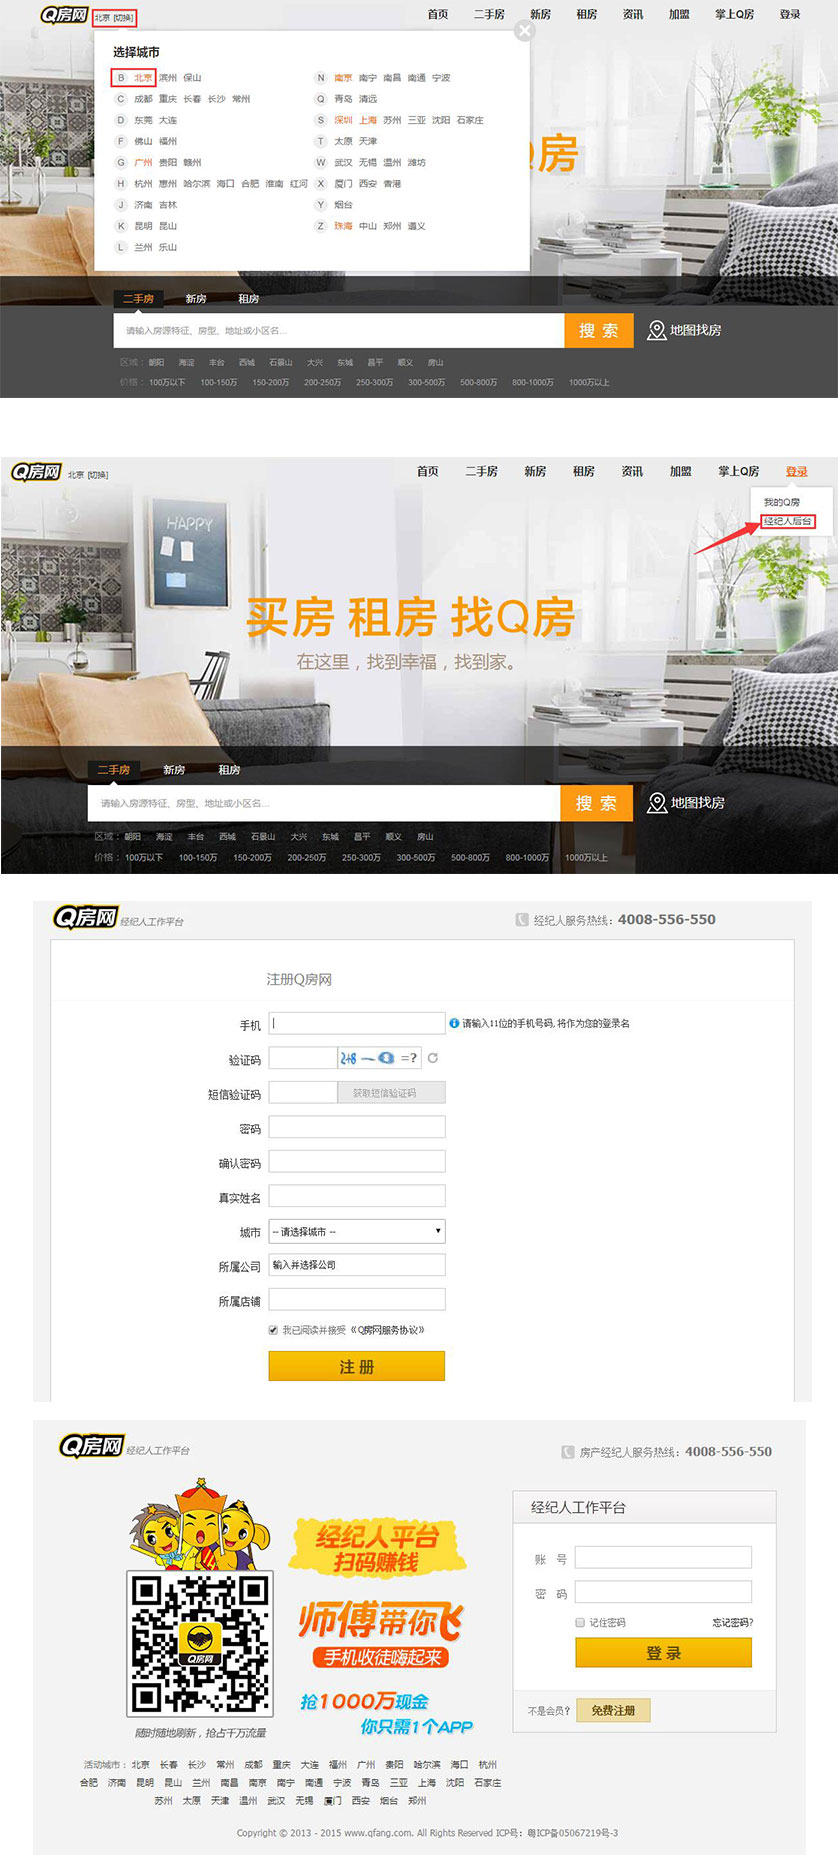 Q房网 北京 [切换] 首页 二手房 新房 租房 资讯 加盟 掌上Q房 登录
选择城市
B 北京 滨州 保山
C 成都 重庆 长春 长沙 常州
D 东莞 大连
F 佛山 福州
G 广州 贵阳 赣州
H 杭州 惠州 哈尔滨 海口 合肥 淮南 红河
J 济南 吉林
K 昆明 昆山
L 兰州 乐山
N 南京 南宁 南昌 南通 宁波
Q 青岛 清远
S 深圳 上海 苏州 三亚 沈阳 石家庄
T 太原 天津
W 武汉 无锡 温州 潍坊
X 厦门 西安 香港
Y 烟台
Z 珠海 中山 郑州 遵义
Q房
二手房 新房 租房
请输入房源特征、房型、地址或小区名... 搜索 地图找房
区域： 朝阳 海淀 丰台 西城 石景山 大兴 东城 昌平 顺义 房山
价格： 100万以下 100-150万 150-200万 200-250万 250-300万 300-500万 500-800万 800-1000万 1000万以上
Q房网 北京 [切换] 首页 二手房 新房 租房 资讯 加盟 掌上Q房 登录
我的Q房
经纪人后台
HAPPY
买房 租房 找Q房
在这里，找到幸福，找到家。
二手房 新房 租房
请输入房源特征、房型、地址或小区名... 搜索 地图找房
区域： 朝阳 海淀 丰台 西城 石景山 大兴 东城 昌平 顺义 房山
价格： 100万以下 100-150万 150-200万 200-250万 250-300万 300-500万 500-800万 800-1000万 1000万以上
Q房网 经纪人工作平台 经纪人服务热线：4008-556-550
注册Q房网
手机 请输入11位的手机号码,将作为您的登录名
验证码 =?
短信验证码 获取短信验证码
密码
确认密码
真实姓名
城市 -- 请选择城市 --
所属公司 输入并选择公司
所属店铺
我已阅读并接受《Q房网服务协议》
注册
Q房网 经纪人工作平台 房产经纪人服务热线：4008-556-550
经纪人平台
扫码赚钱
师傅带你飞
手机收徒嗨起来
抢1000万现金
你只需1个APP
Q房网
随时随地刷新，抢占千万流量
经纪人工作平台
账 号
密 码
记住密码 忘记密码?
登录
不是会员？ 免费注册
活动城市： 北京 长春 长沙 常州 成都 重庆 大连 福州 广州 贵阳 哈尔滨 海口 杭州
合肥 济南 昆明 昆山 兰州 南昌 南京 南宁 南通 宁波 青岛 三亚 上海 沈阳 石家庄
苏州 太原 天津 温州 武汉 无锡 厦门 西安 烟台 郑州
Copyright © 2013 - 2015 www.qfang.com. All Rights Reserved ICP号：粤ICP备05067219号-3